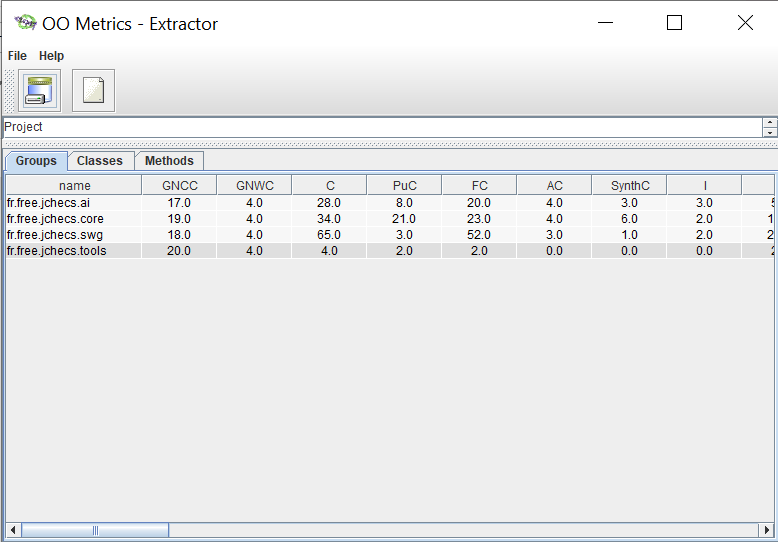 OO Metrics - Extractor
File Help
Project
Groups Classes Methods
name GNCC GNWC C PuC FC AC SynthC I
fr.free.jchecs.ai 17.0 4.0 28.0 8.0 20.0 4.0 3.0 3.0
fr.free.jchecs.core 19.0 4.0 34.0 21.0 23.0 4.0 6.0 2.0
fr.free.jchecs.swg 18.0 4.0 65.0 3.0 52.0 3.0 1.0 2.0
fr.free.jchecs.tools 20.0 4.0 4.0 2.0 2.0 0.0 0.0 0.0